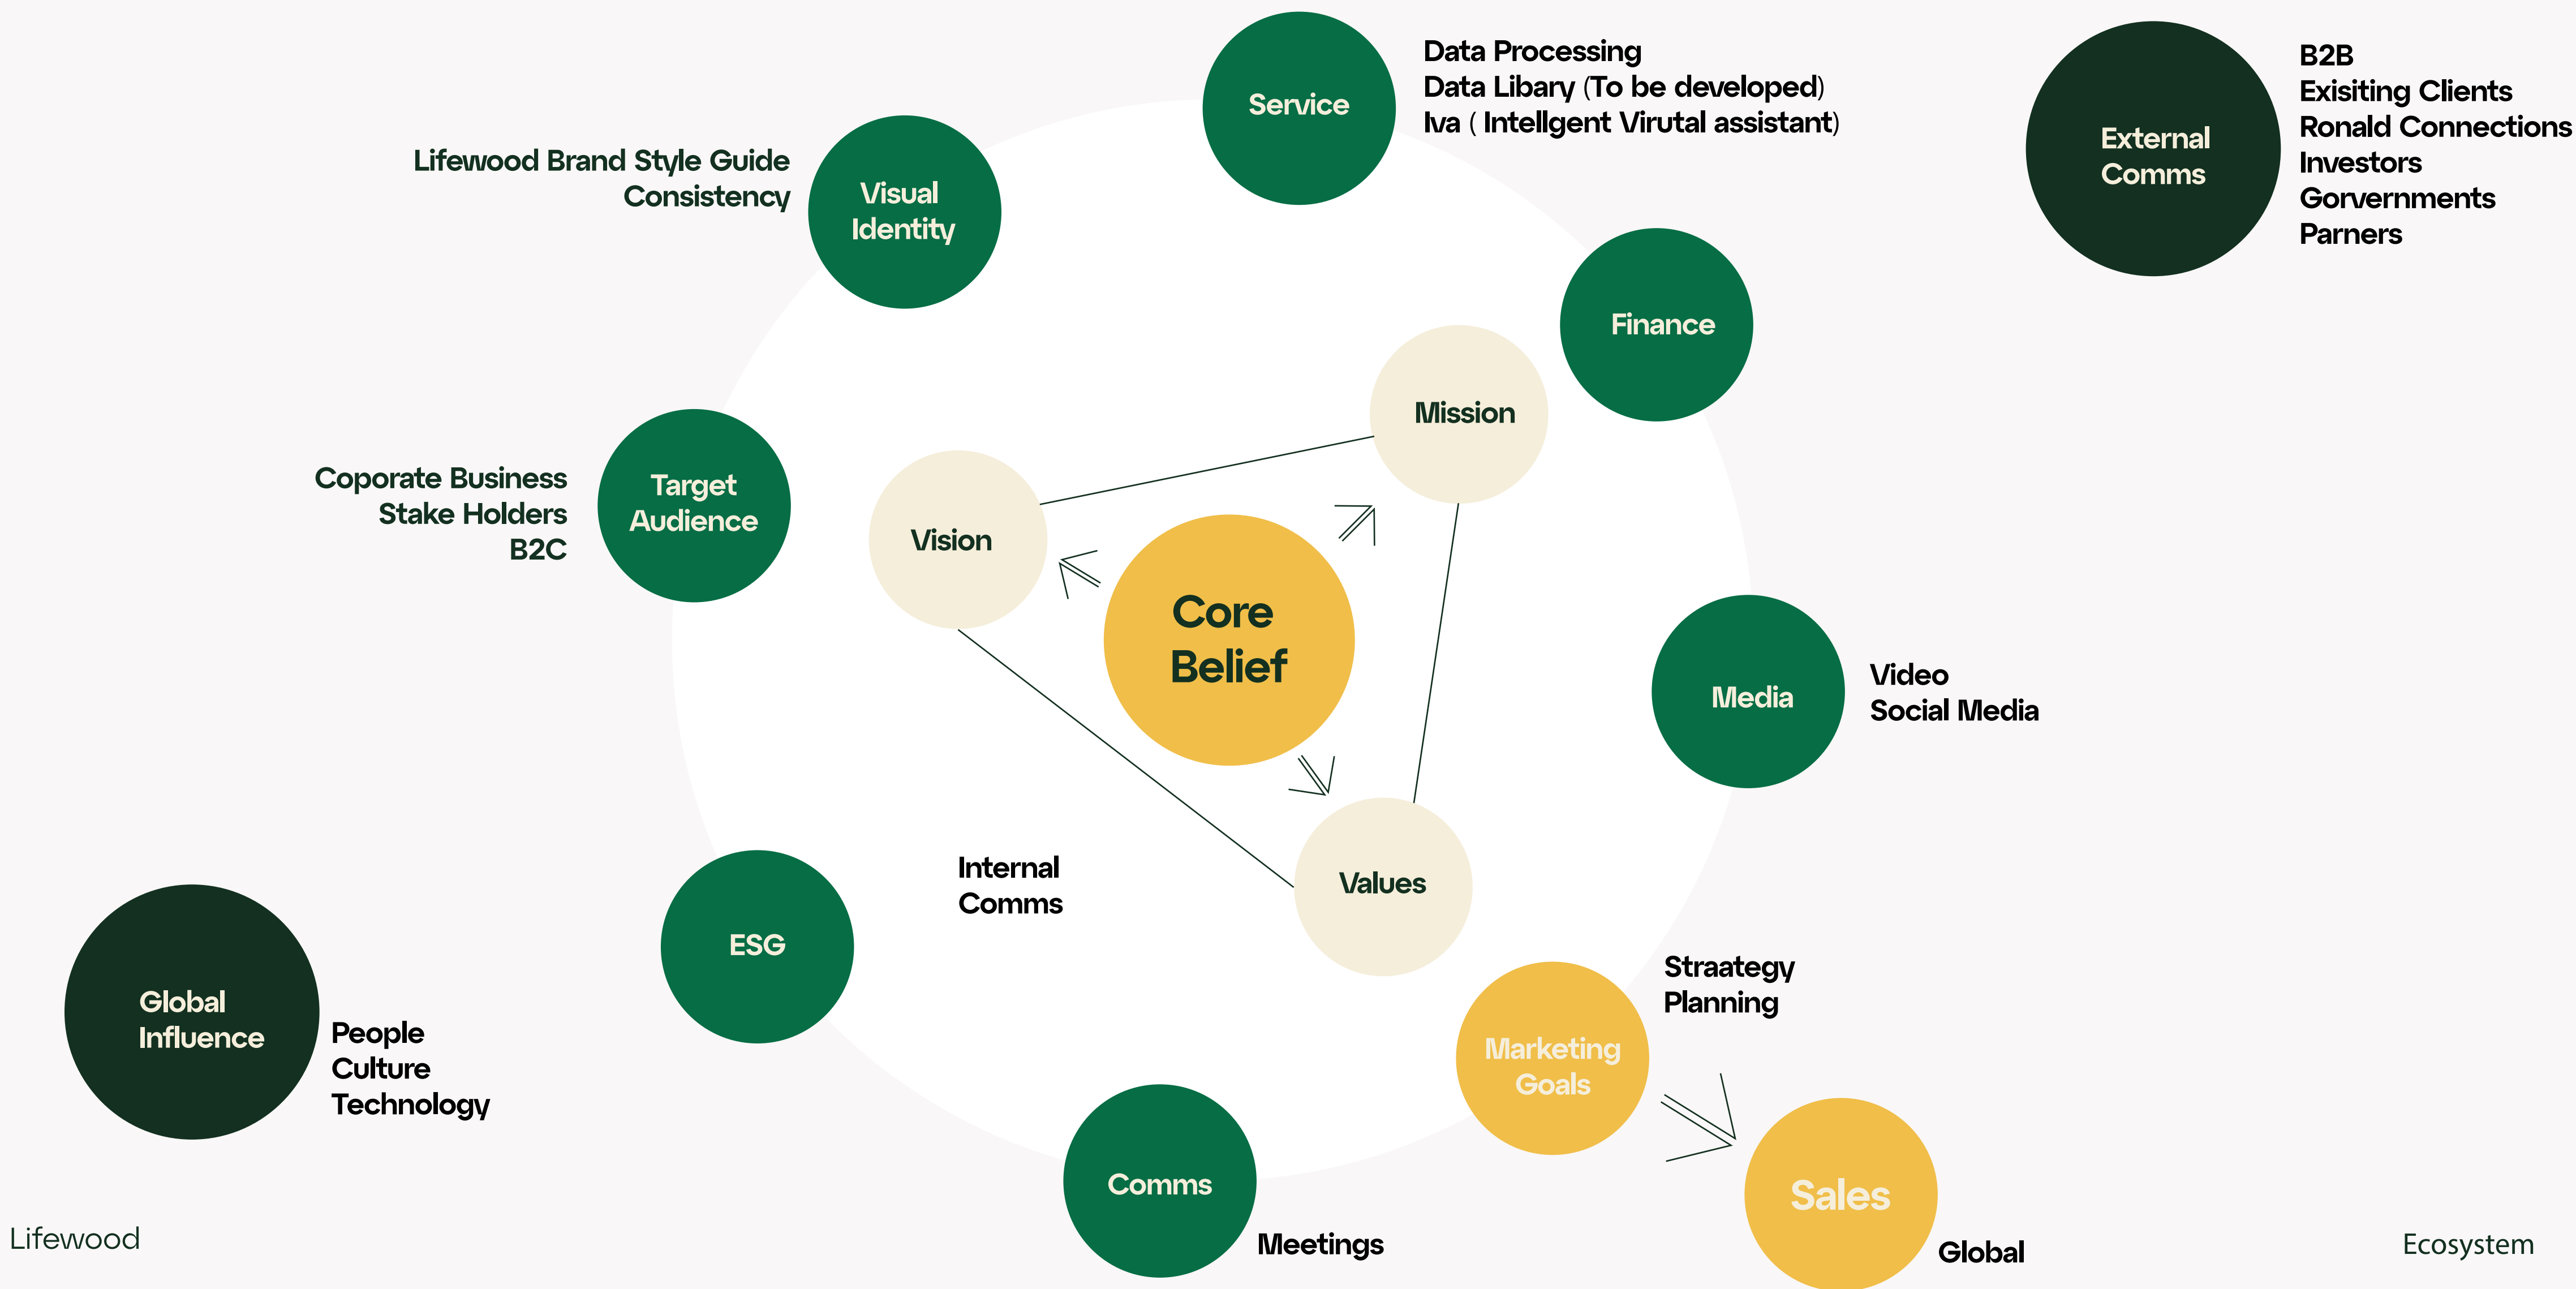 Service
Data Processing
Data Libary (To be developed)
Iva ( Intellgent Virutal assistant)
External
Comms
B2B
Exisiting Clients
Ronald Connections
Investors
Gorvernments
Parners
Lifewood Brand Style Guide
Consistency
Visual
Identity
Finance
Mission
Coporate Business
Stake Holders
B2C
Target
Audience
Vision
Core
Belief
Media
Video
Social Media
Internal
Comms
Values
ESG
Global
Influence
People
Culture
Technology
Straategy
Planning
Marketing
Goals
Comms
Meetings
Sales
Global
Lifewood
Ecosystem